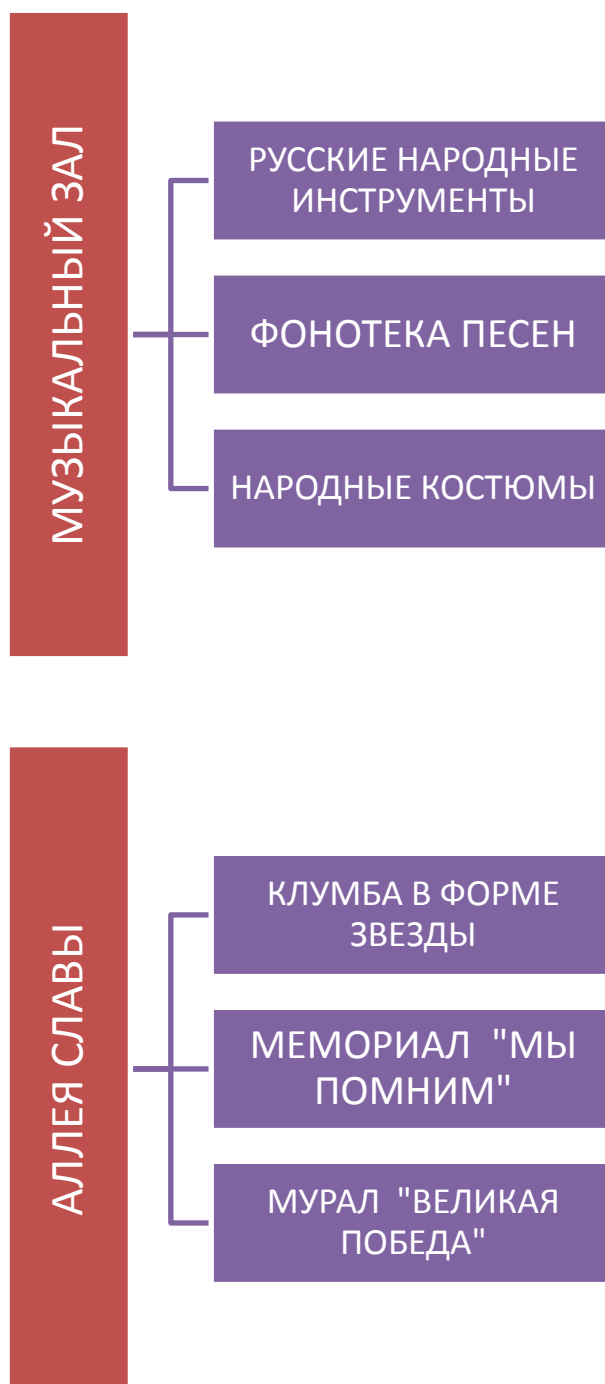 МУЗЫКАЛЬНЫЙ ЗАЛ
РУССКИЕ НАРОДНЫЕ
ИНСТРУМЕНТЫ
ФОНОТЕКА ПЕСЕН
НАРОДНЫЕ КОСТЮМЫ
АЛЛЕЯ СЛАВЫ
КЛУМБА В ФОРМЕ
ЗВЕЗДЫ
МЕМОРИАЛ "МЫ
ПОМНИМ"
МУРАЛ "ВЕЛИКАЯ
ПОБЕДА"